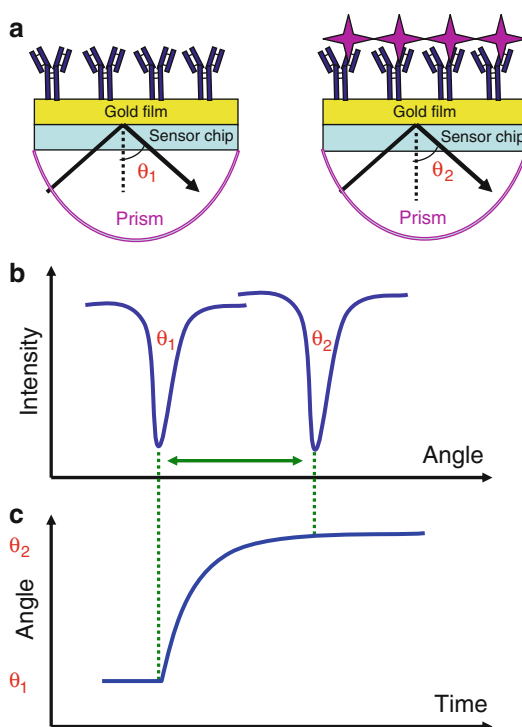 a
Gold film
Sensor chip
θ1
Prism
Gold film
Sensor chip
θ2
Prism
b
Intensity
θ1
θ2
Angle
c
θ2
Angle
θ1
Time